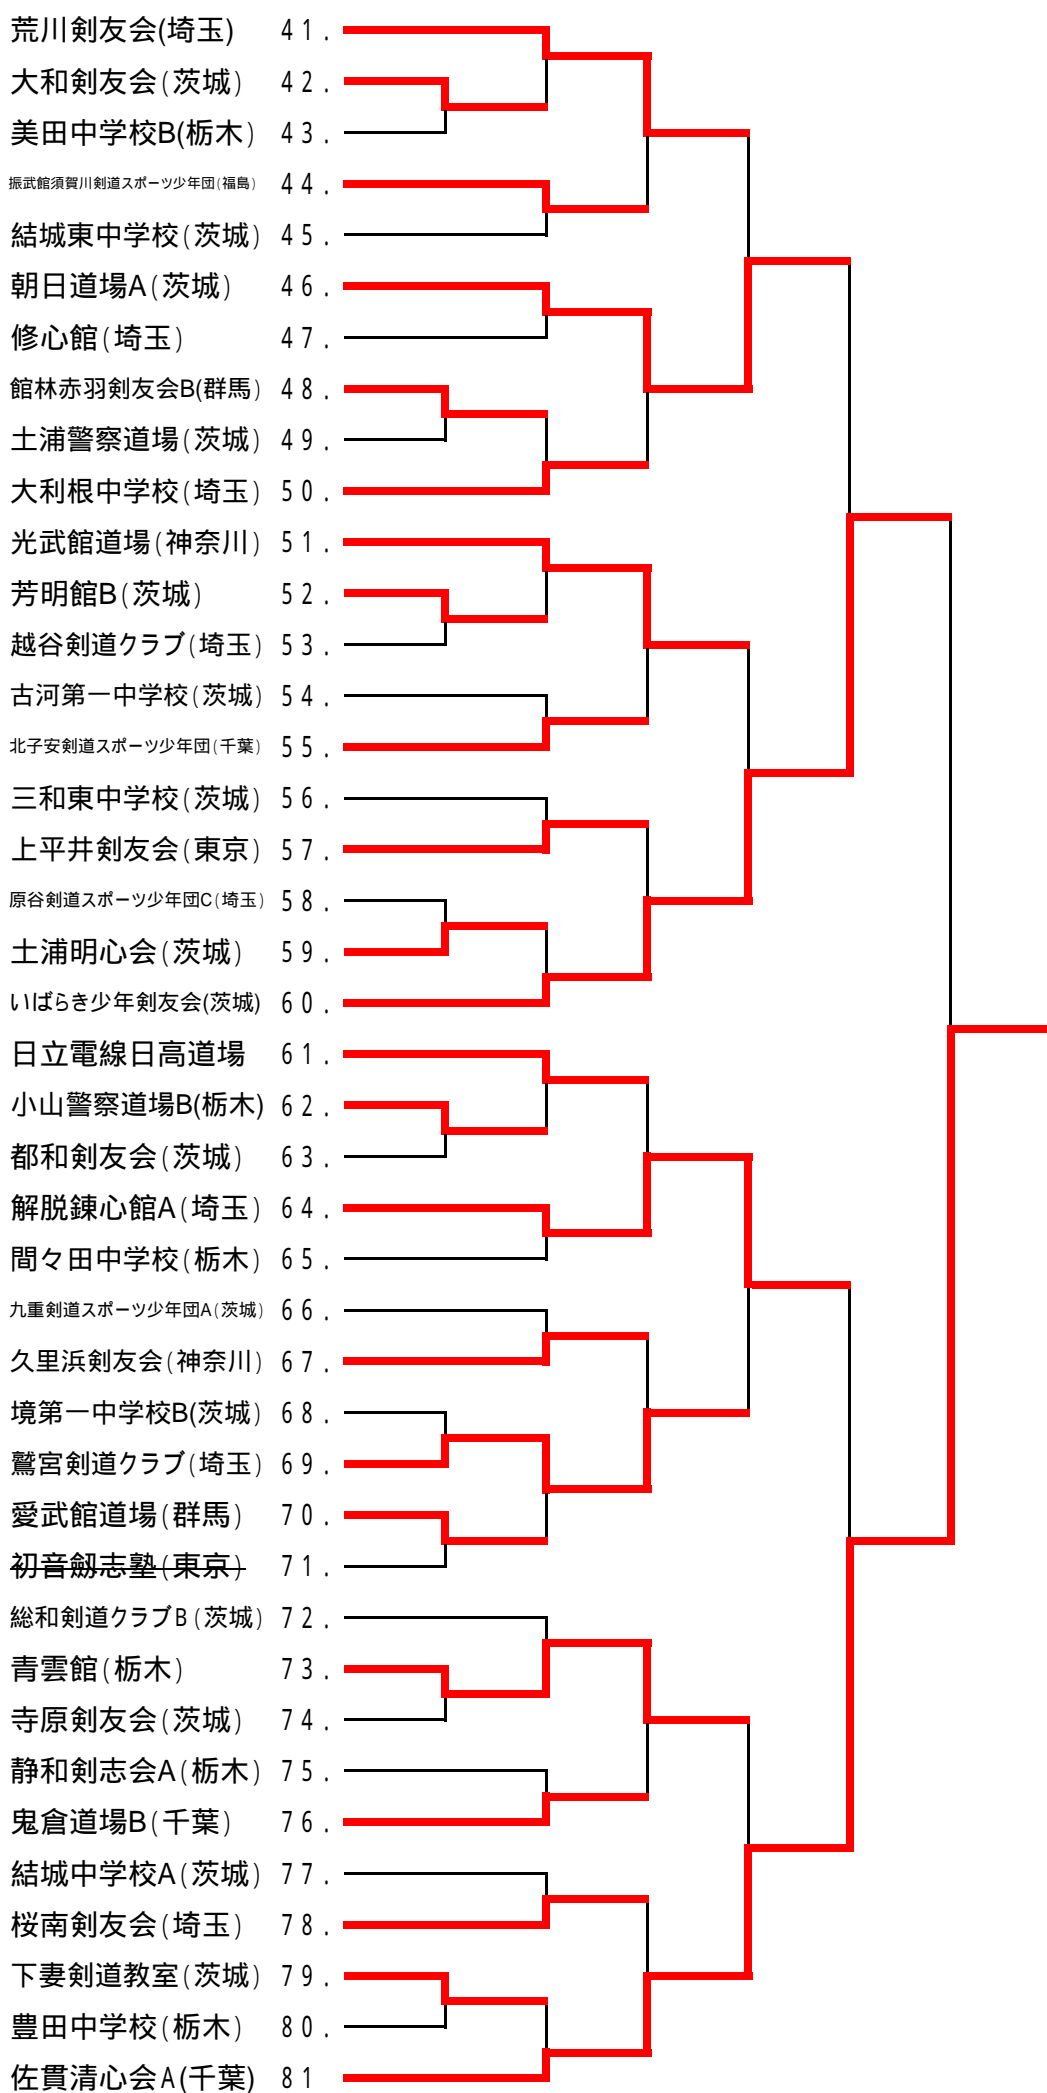 荒川剣友会(埼玉) 41.
大和剣友会(茨城) 42.
美田中学校B(栃木) 43.
振武館須賀川剣道スポーツ少年団(福島) 44.
結城東中学校(茨城) 45.
朝日道場A(茨城) 46.
修心館(埼玉) 47.
館林赤羽剣友会B(群馬) 48.
土浦警察道場(茨城) 49.
大利根中学校(埼玉) 50.
光武館道場(神奈川) 51.
芳明館B(茨城) 52.
越谷剣道クラブ(埼玉) 53.
古河第一中学校(茨城) 54.
北子安剣道スポーツ少年団(千葉) 55.
三和東中学校(茨城) 56.
上平井剣友会(東京) 57.
原谷剣道スポーツ少年団C(埼玉) 58.
土浦明心会(茨城) 59.
いばらき少年剣友会(茨城) 60.
日立電線日高道場 61.
小山警察道場B(栃木) 62.
都和剣友会(茨城) 63.
解脱錬心館A(埼玉) 64.
間々田中学校(栃木) 65.
九重剣道スポーツ少年団A(茨城) 66.
久里浜剣友会(神奈川) 67.
境第一中学校B(茨城) 68.
鷲宮剣道クラブ(埼玉) 69.
愛武館道場(群馬) 70.
初音劔志塾(東京) 71.
総和剣道クラブB(茨城) 72.
青雲館(栃木) 73.
寺原剣友会(茨城) 74.
静和剣志会A(栃木) 75.
鬼倉道場B(千葉) 76.
結城中学校A(茨城) 77.
桜南剣友会(埼玉) 78.
下妻剣道教室(茨城) 79.
豊田中学校(栃木) 80.
佐貫清心会A(千葉) 81